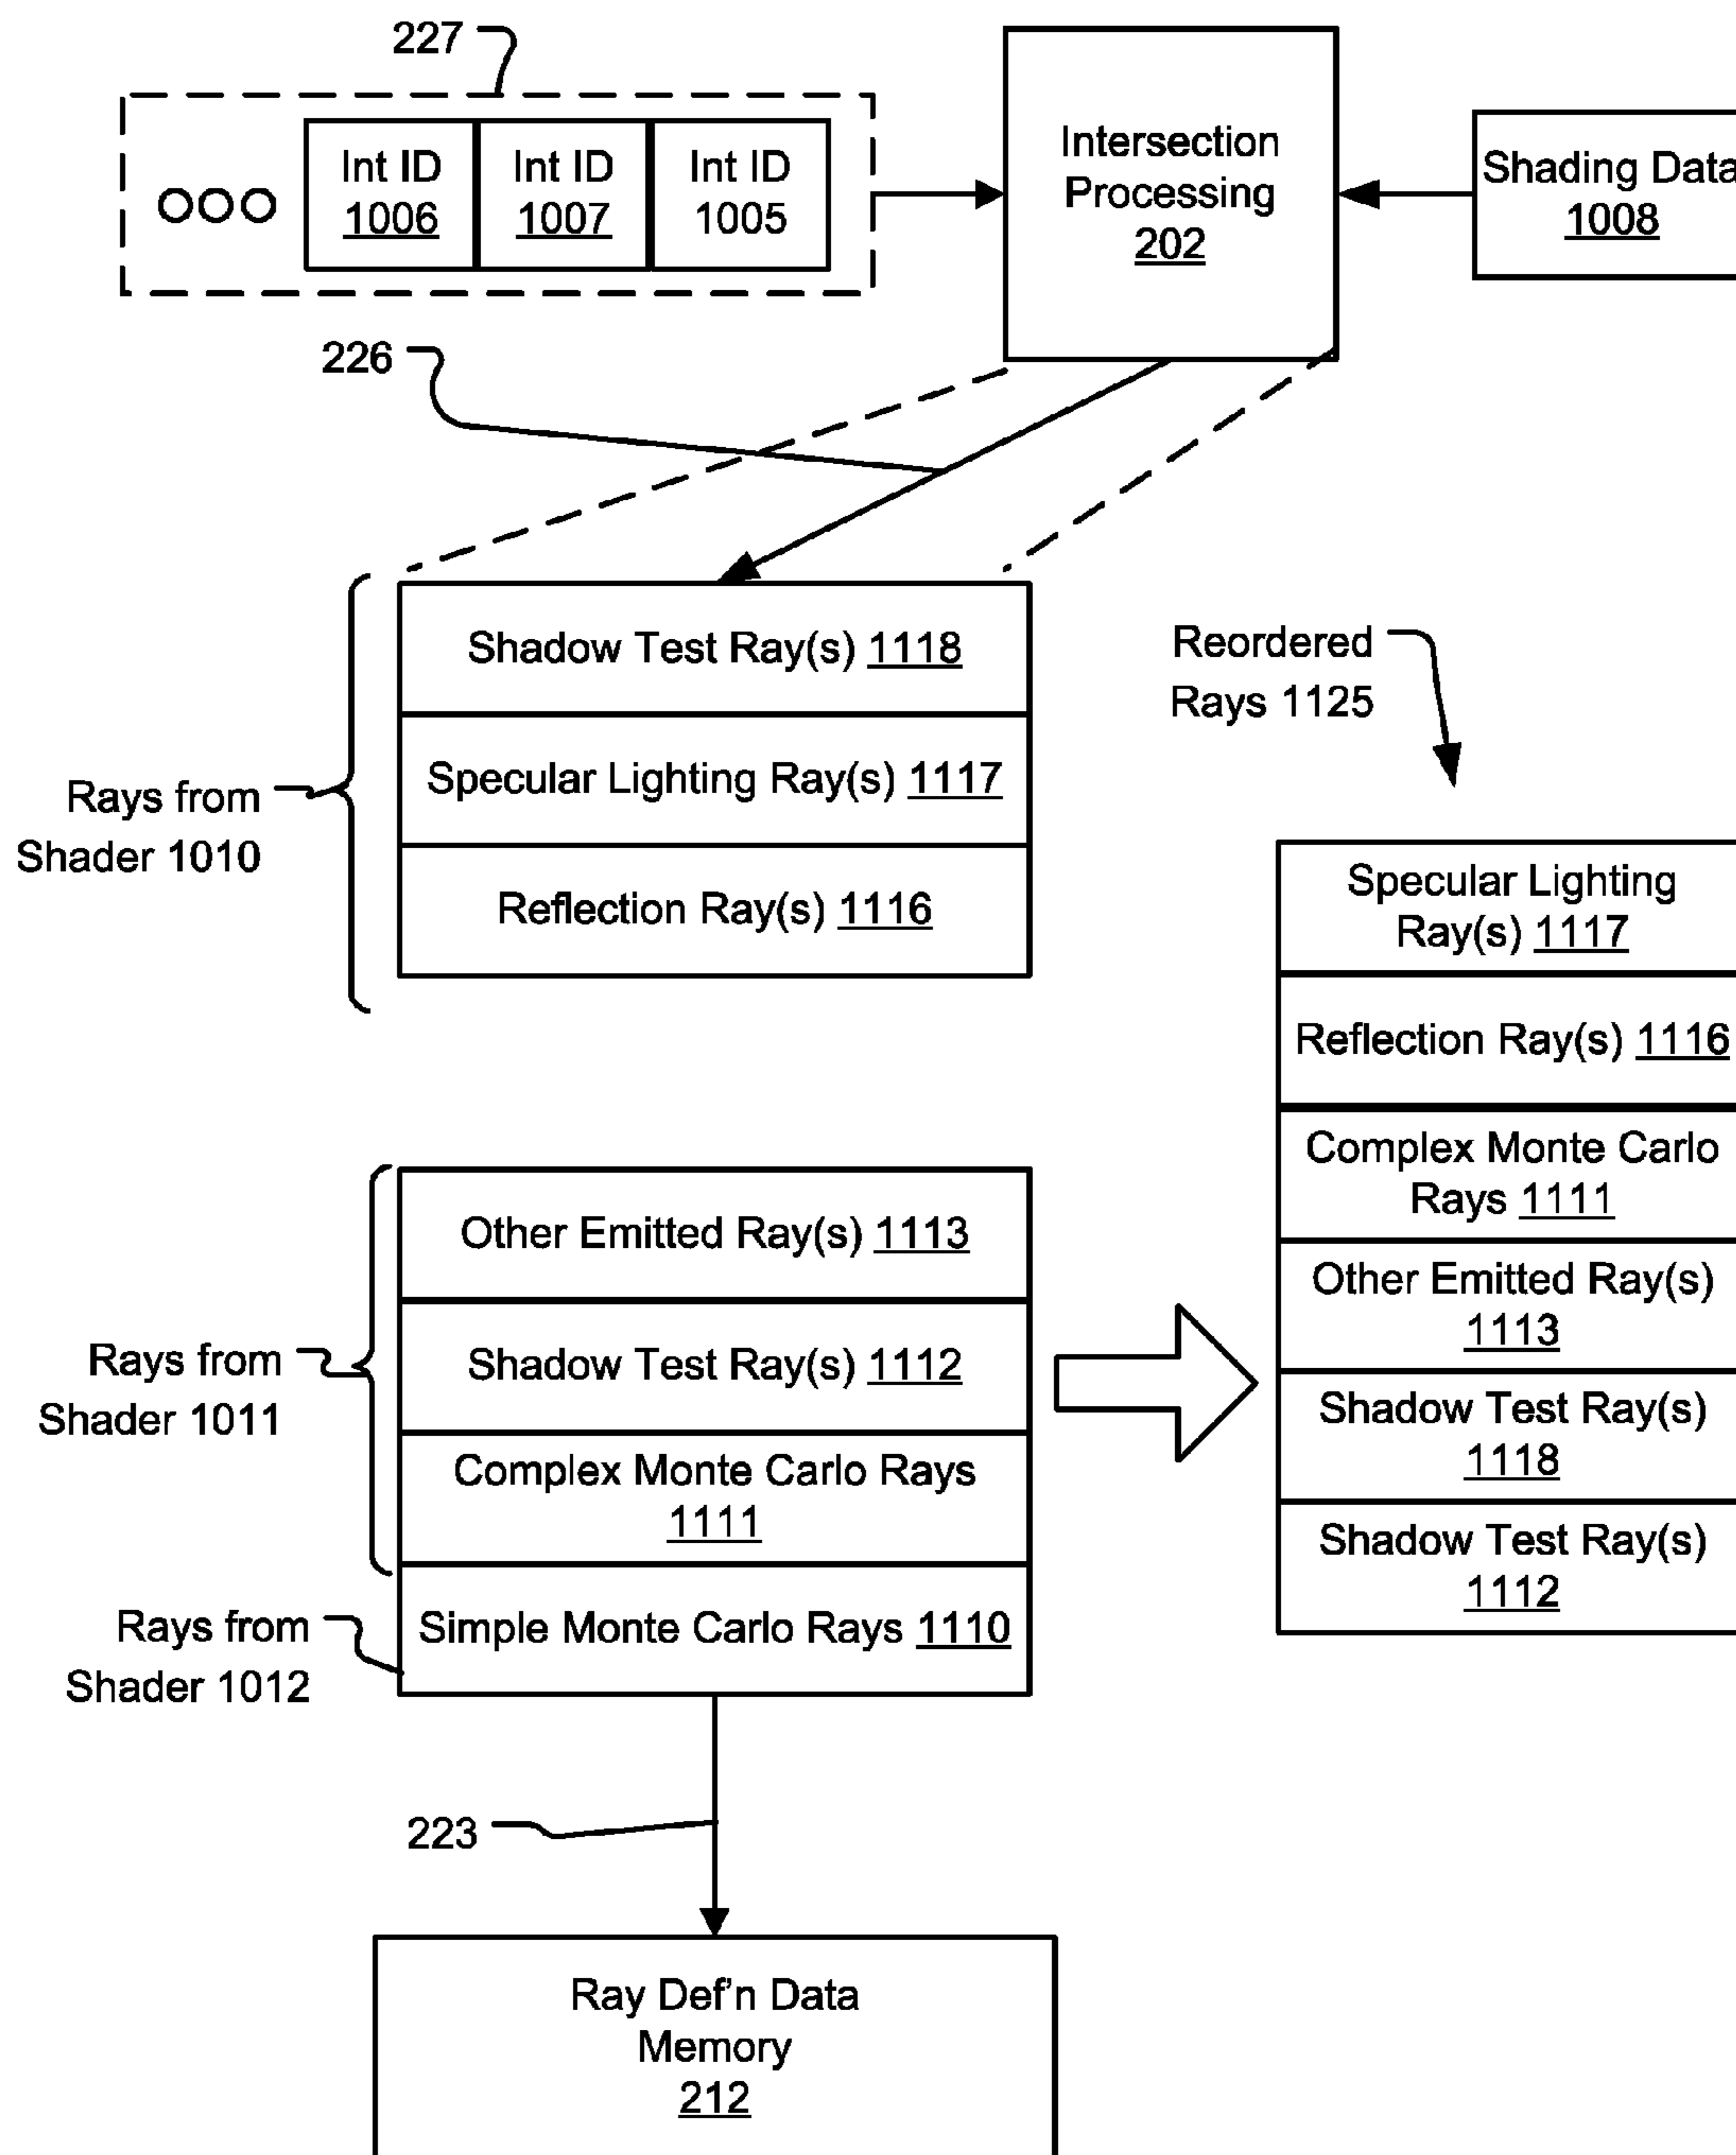 227
Int ID
1006
Int ID
1007
Int ID
1005
Intersection
Processing
202
Shading Data
1008
226
Shadow Test Ray(s) 1118
Specular Lighting Ray(s) 1117
Reflection Ray(s) 1116
Rays from
Shader 1010
Reordered
Rays 1125
Specular Lighting
Ray(s) 1117
Reflection Ray(s) 1116
Complex Monte Carlo
Rays 1111
Other Emitted Ray(s)
1113
Shadow Test Ray(s)
1118
Shadow Test Ray(s)
1112
Other Emitted Ray(s) 1113
Shadow Test Ray(s) 1112
Complex Monte Carlo Rays
1111
Rays from
Shader 1011
Simple Monte Carlo Rays 1110
Rays from
Shader 1012
223
Ray Def'n Data
Memory
212